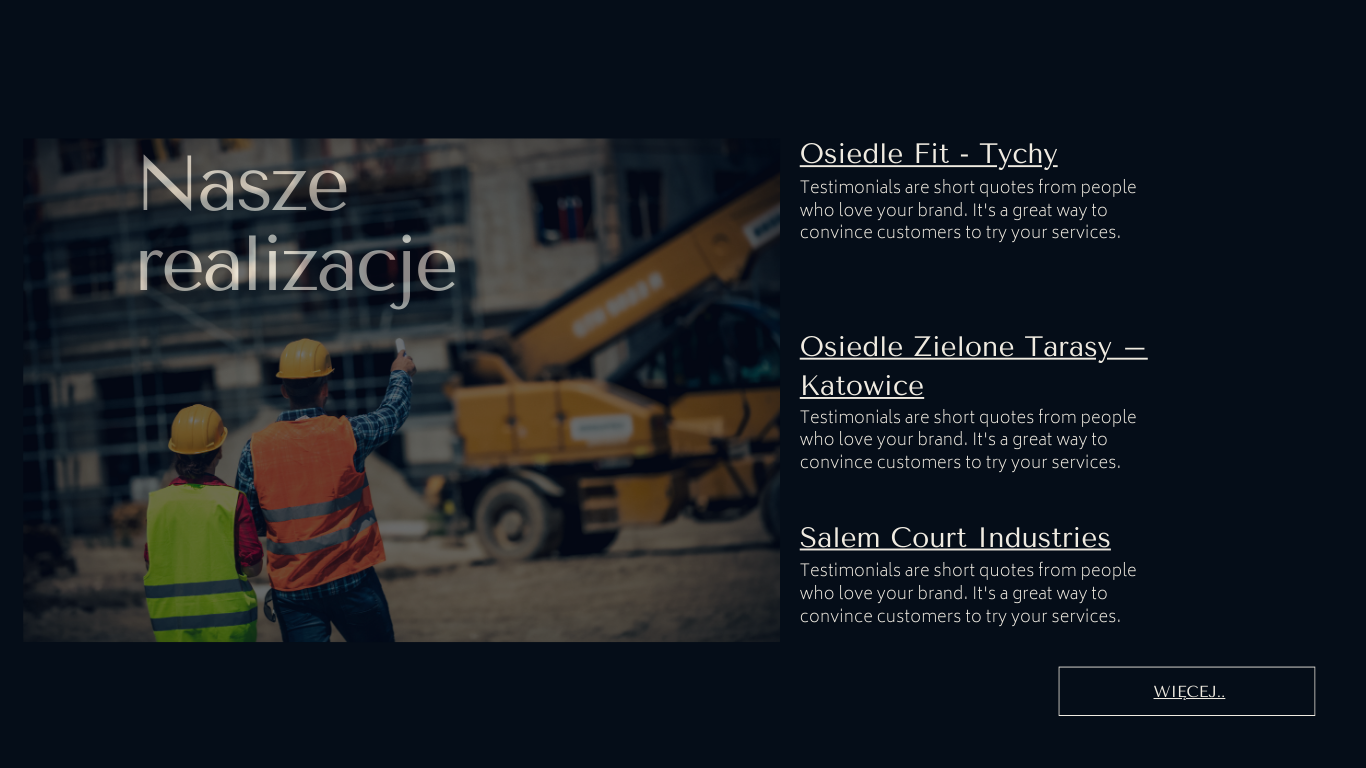 Nasze
realizacje
Osiedle Fit - Tychy
Testimonials are short quotes from people
who love your brand. It's a great way to
convince customers to try your services.
Osiedle Zielone Tarasy –
Katowice
Testimonials are short quotes from people
who love your brand. It's a great way to
convince customers to try your services.
Salem Court Industries
Testimonials are short quotes from people
who love your brand. It's a great way to
convince customers to try your services.
WIĘCEJ..